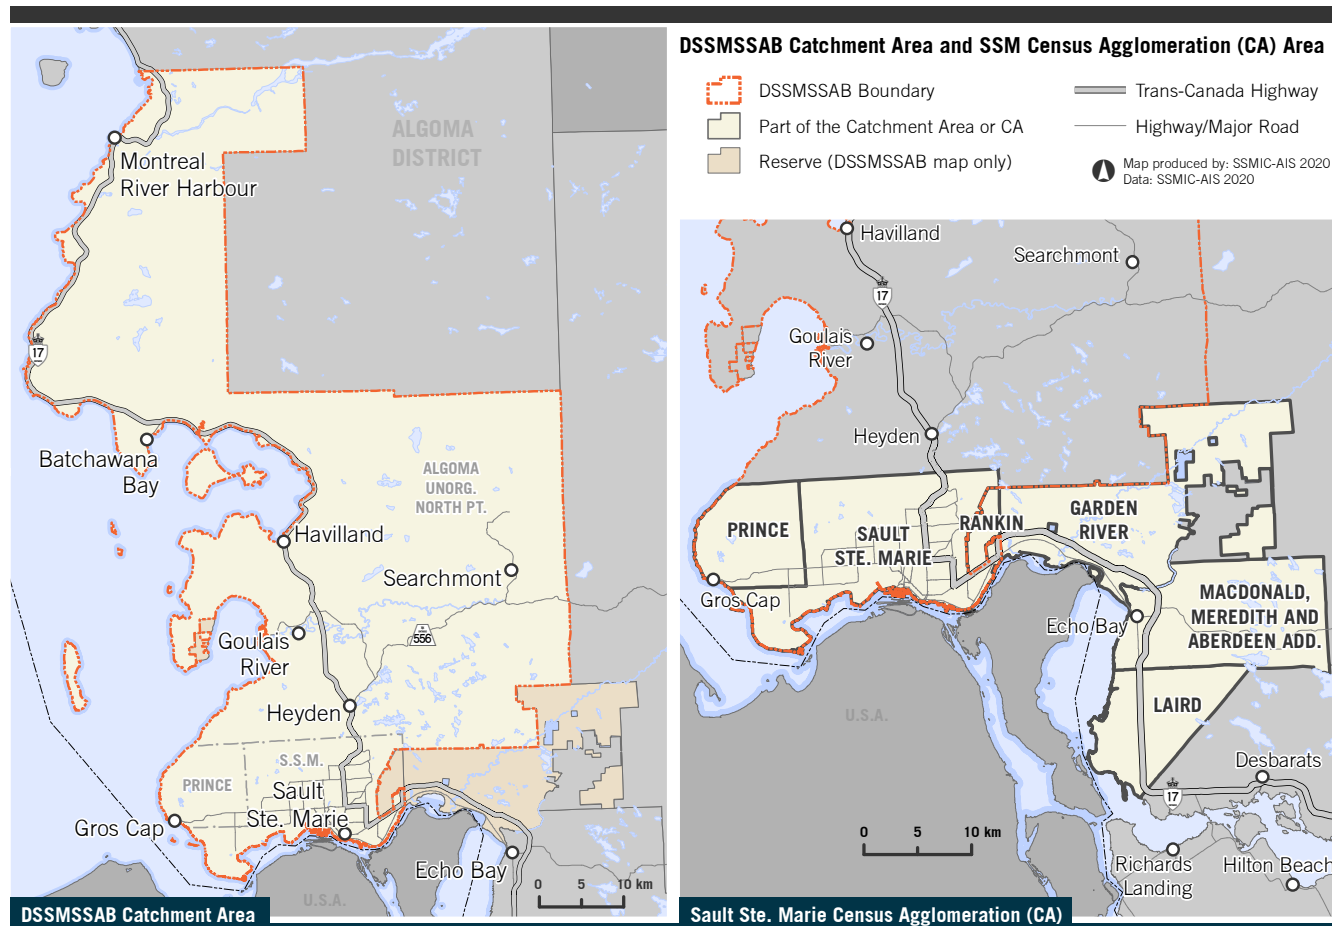 DSSMSSAB Catchment Area and SSM Census Agglomeration (CA) Area
DSSMSSAB Boundary
Part of the Catchment Area or CA
Reserve (DSSMSSAB map only)
Trans-Canada Highway
Highway/Major Road
Map produced by: SSMIC-AIS 2020
Data: SSMIC-AIS 2020
ALGOMA
DISTRICT
Montreal
River Harbour
17
Batchawana
Bay
ALGOMA
UNORG.
NORTH PT.
Havilland
Searchmont
Goulais
River
556
Heyden
S.S.M.
PRINCE
Sault
Ste. Marie
Gros Cap
Echo Bay
U.S.A.
0 5 10 km
DSSMSSAB Catchment Area
Havilland
Searchmont
17
Goulais
River
Heyden
PRINCE
SAULT
STE. MARIE
RANKIN
GARDEN
RIVER
Gros Cap
Echo Bay
MACDONALD,
MEREDITH AND
ABERDEEN ADD.
LAIRD
U.S.A.
Desbarats
17
0 5 10 km
Richards
Landing
Hilton Beach
Sault Ste. Marie Census Agglomeration (CA)